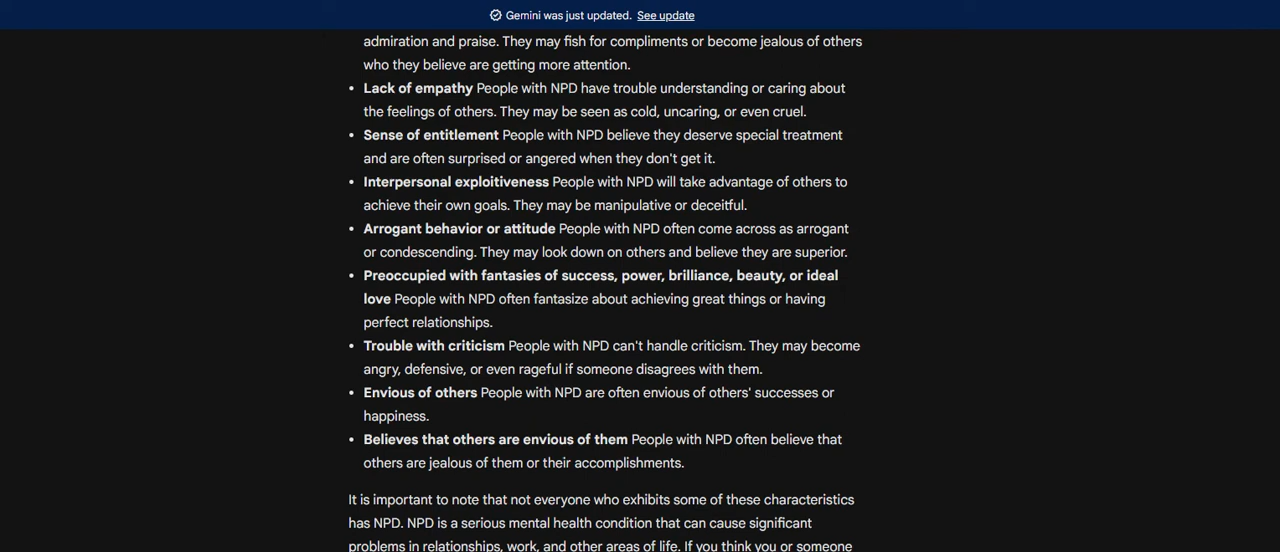 Gemini was just updated. See update
admiration and praise. They may fish for compliments or become jealous of others
who they believe are getting more attention.
• Lack of empathy People with NPD have trouble understanding or caring about
the feelings of others. They may be seen as cold, uncaring, or even cruel.
• Sense of entitlement People with NPD believe they deserve special treatment
and are often surprised or angered when they don't get it.
• Interpersonal exploitiveness People with NPD will take advantage of others to
achieve their own goals. They may be manipulative or deceitful.
• Arrogant behavior or attitude People with NPD often come across as arrogant
or condescending. They may look down on others and believe they are superior.
• Preoccupied with fantasies of success, power, brilliance, beauty, or ideal
love People with NPD often fantasize about achieving great things or having
perfect relationships.
• Trouble with criticism People with NPD can't handle criticism. They may become
angry, defensive, or even rageful if someone disagrees with them.
• Envious of others People with NPD are often envious of others' successes or
happiness.
• Believes that others are envious of them People with NPD often believe that
others are jealous of them or their accomplishments.
It is important to note that not everyone who exhibits some of these characteristics
has NPD. NPD is a serious mental health condition that can cause significant
problems in relationships, work, and other areas of life. If you think you or someone